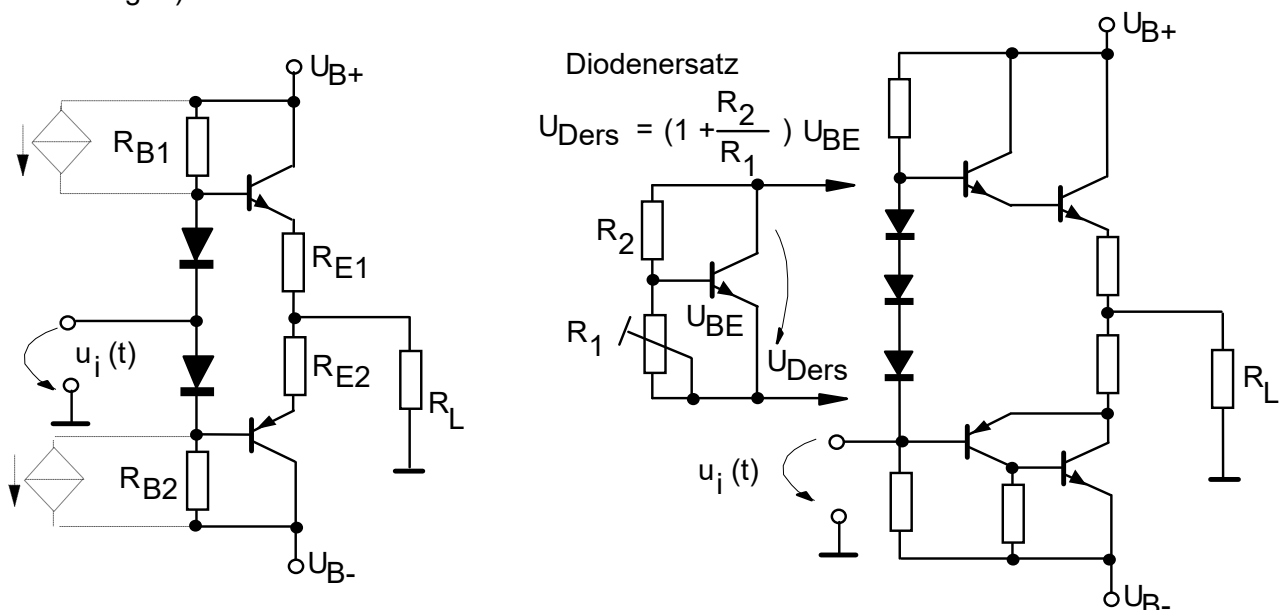 U_B+
R_B1
R_E1
u_i (t)
R_E2
R_L
R_B2
U_B-
Diodenersatz
U_Ders = (1 + R_2/R_1 ) U_BE
R_2
R_1
U_BE
U_Ders
U_B+
R_L
u_i (t)
U_B-